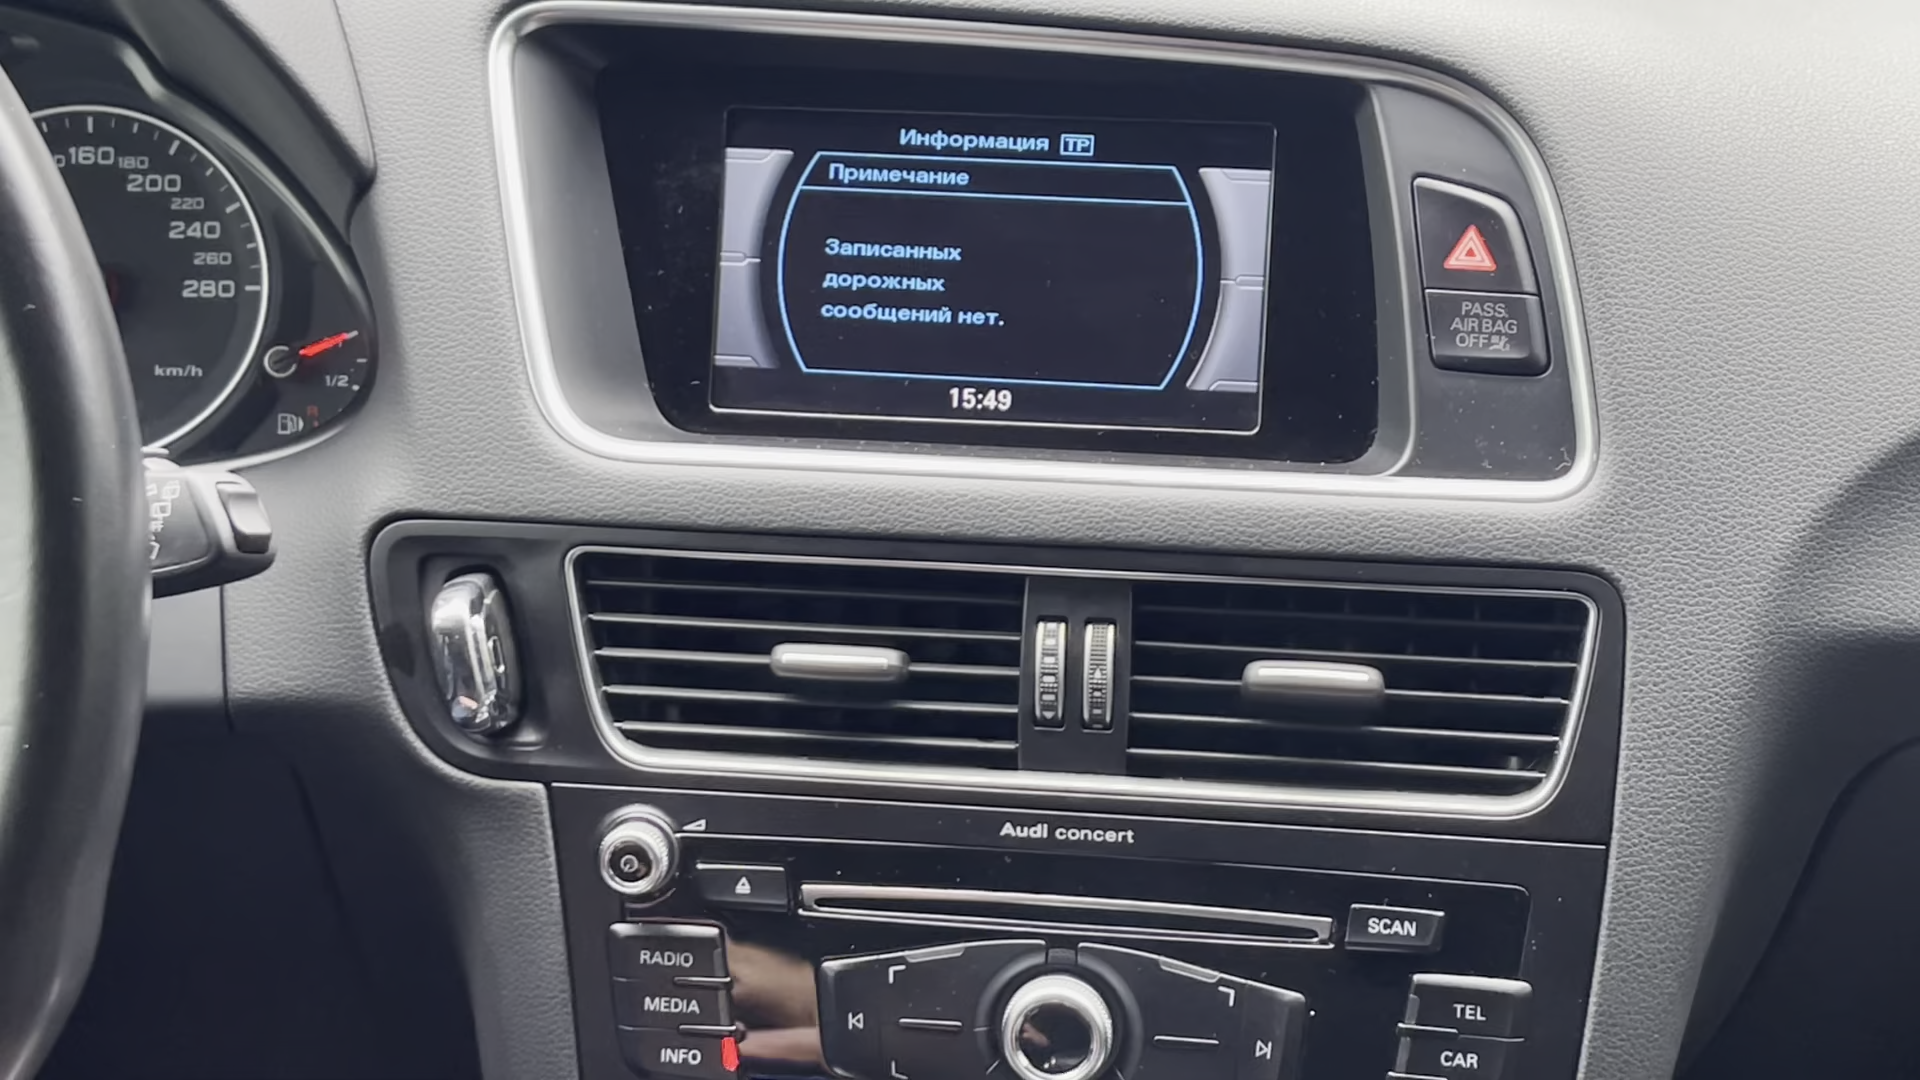 Информация TP
Примечание
Записанных
дорожных
сообщений нет.
15:49
160
180
200
220
240
260
280
km/h
1/2
PASS.
AIR BAG
OFF
Audi concert
SCAN
RADIO
MEDIA
INFO
TEL
CAR